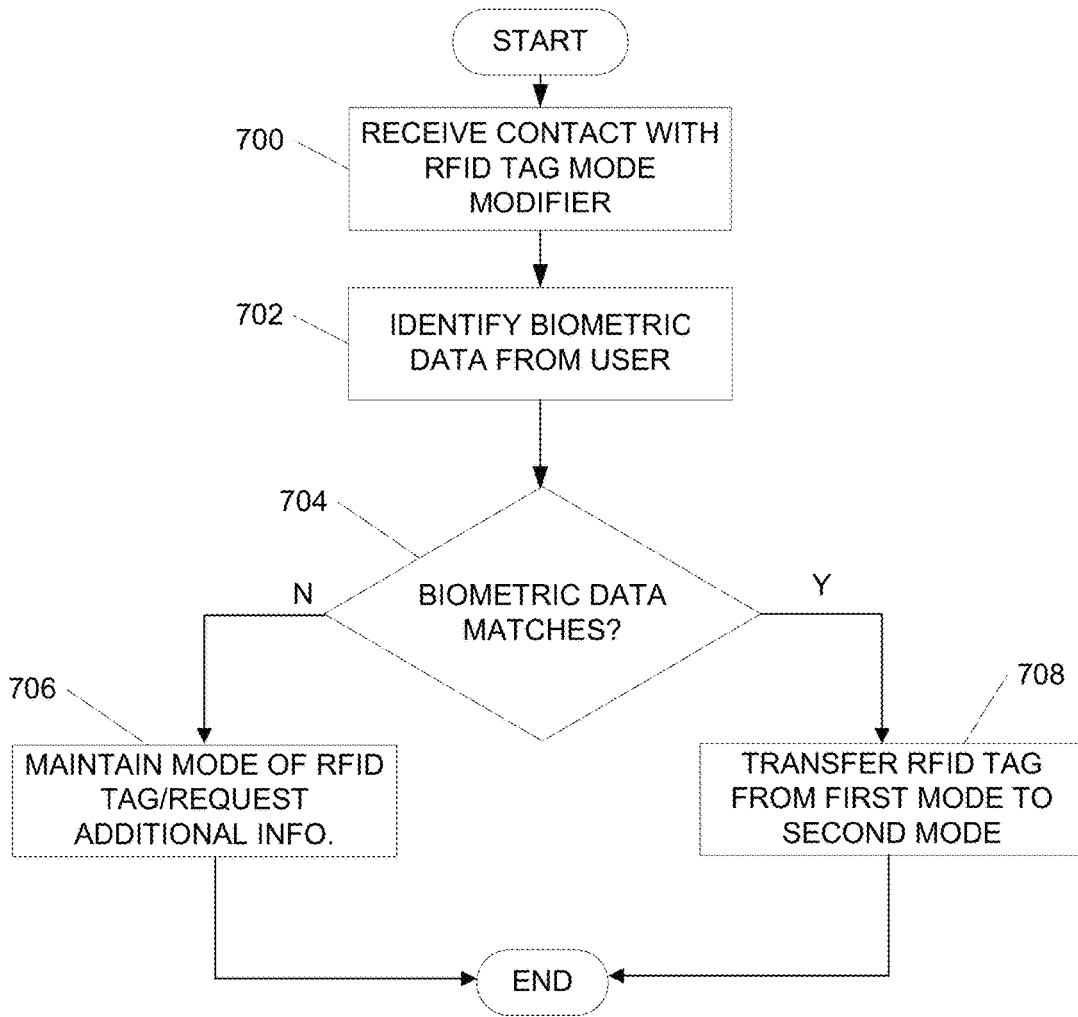 START
700
RECEIVE CONTACT WITH
RFID TAG MODE
MODIFIER
702
IDENTIFY BIOMETRIC
DATA FROM USER
704
BIOMETRIC DATA
MATCHES?
N
Y
706
MAINTAIN MODE OF RFID
TAG/REQUEST
ADDITIONAL INFO.
708
TRANSFER RFID TAG
FROM FIRST MODE TO
SECOND MODE
END